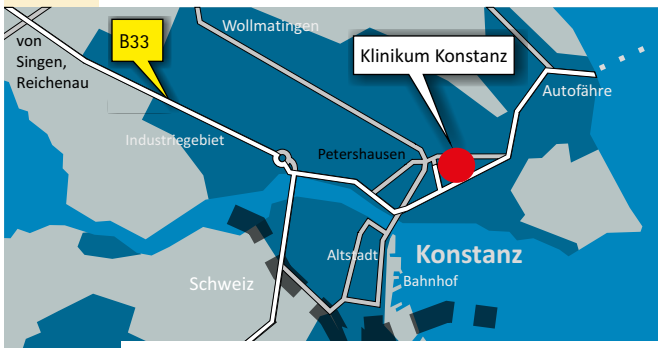 von
Singen,
Reichenau
B33
Wollmatingen
Klinikum Konstanz
Autofähre
Industriegebiet
Petershausen
Altstadt
Konstanz
Schweiz
Bahnhof